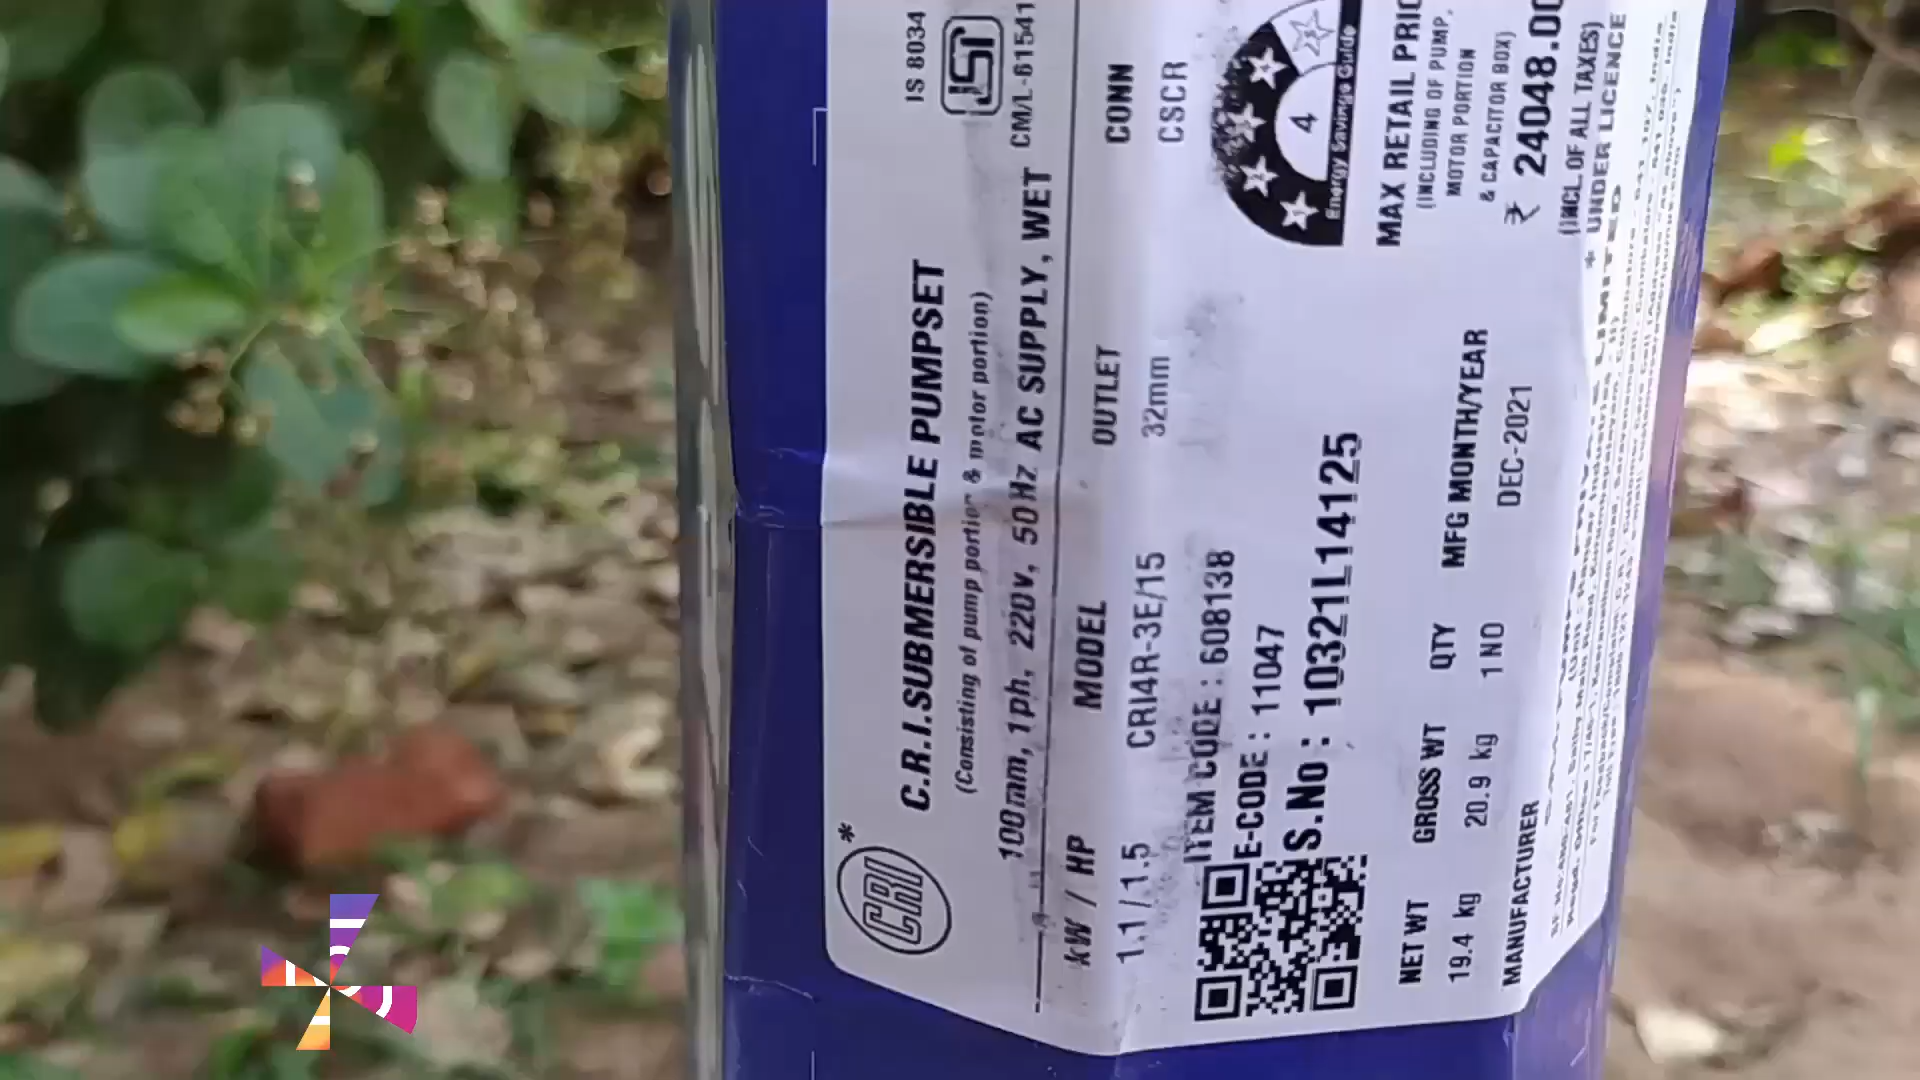 CRI *
C.R.I.SUBMERSIBLE PUMPSET
(Consisting of pump portion & motor portion)
IS 8034
ISI
CM/L-61541
100mm, 1ph, 220v, 50Hz AC SUPPLY, WET
kW / HP MODEL OUTLET CONN
1.1/1.5 CRI4R-3E/15 32mm CSCR
ITEM CODE : 608138
E-CODE : 11047
S.No : 10321L14125
4
Energy Savings Guide
NET WT GROSS WT QTY MFG MONTH/YEAR
19.4 kg 20.9 kg 1NO DEC-2021
MAX RETAIL PRIC
(INCLUDING OF PUMP,
MOTOR PORTION
& CAPACITOR BOX)
₹ 24048.00
(INCL.OF ALL TAXES)
* UNDER LICENCE
MANUFACTURER
LIMITED